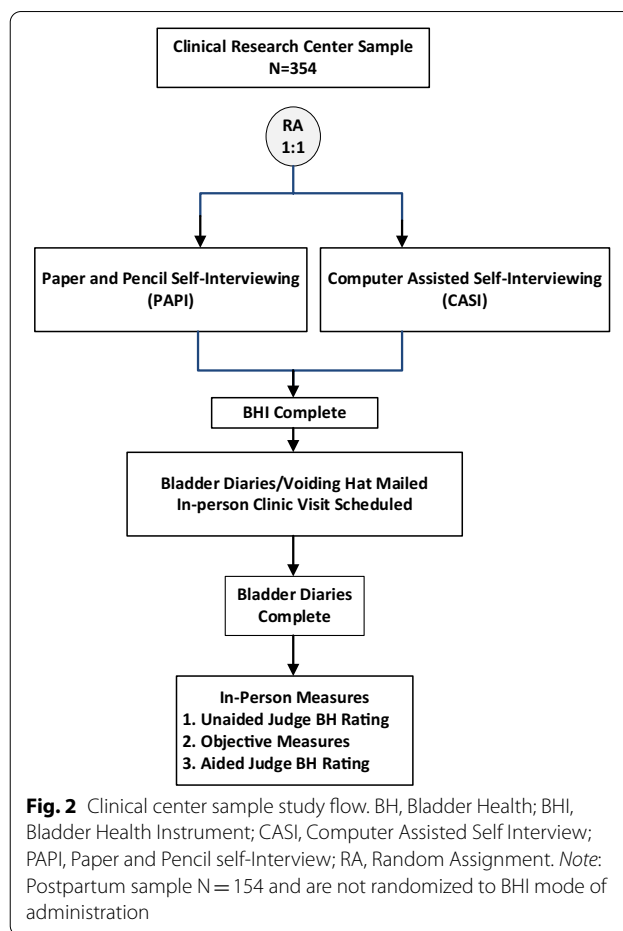 Clinical Research Center Sample
N=354
RA
1:1
Paper and Pencil Self-Interviewing
(PAPI)
Computer Assisted Self-Interviewing
(CASI)
BHI Complete
Bladder Diaries/Voiding Hat Mailed
In-person Clinic Visit Scheduled
Bladder Diaries
Complete
In-Person Measures
1. Unaided Judge BH Rating
2. Objective Measures
3. Aided Judge BH Rating
Fig. 2 Clinical center sample study flow. BH, Bladder Health; BHI,
Bladder Health Instrument; CASI, Computer Assisted Self Interview;
PAPI, Paper and Pencil self-Interview; RA, Random Assignment. Note:
Postpartum sample N = 154 and are not randomized to BHI mode of
administration